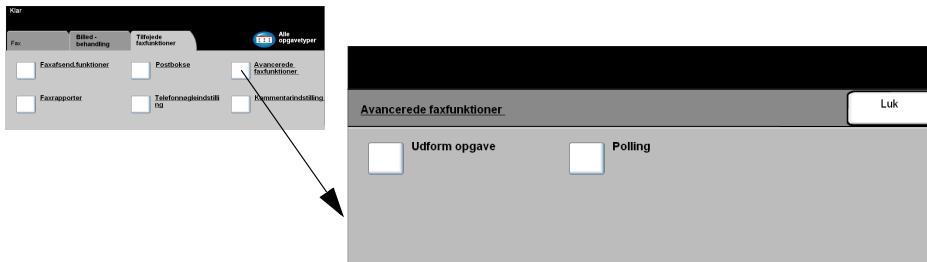 Klar
Fax
Billed -
behandling
Tilføjede
faxfunktioner
Alle
opgavetyper
Faxafsend.funktioner
Postbokse
Avancerede
faxfunktioner
Faxrapporter
Telefonnøgleindstilli
ng
Kommentarindstilling
Avancerede faxfunktioner
Luk
Udform opgave
Polling